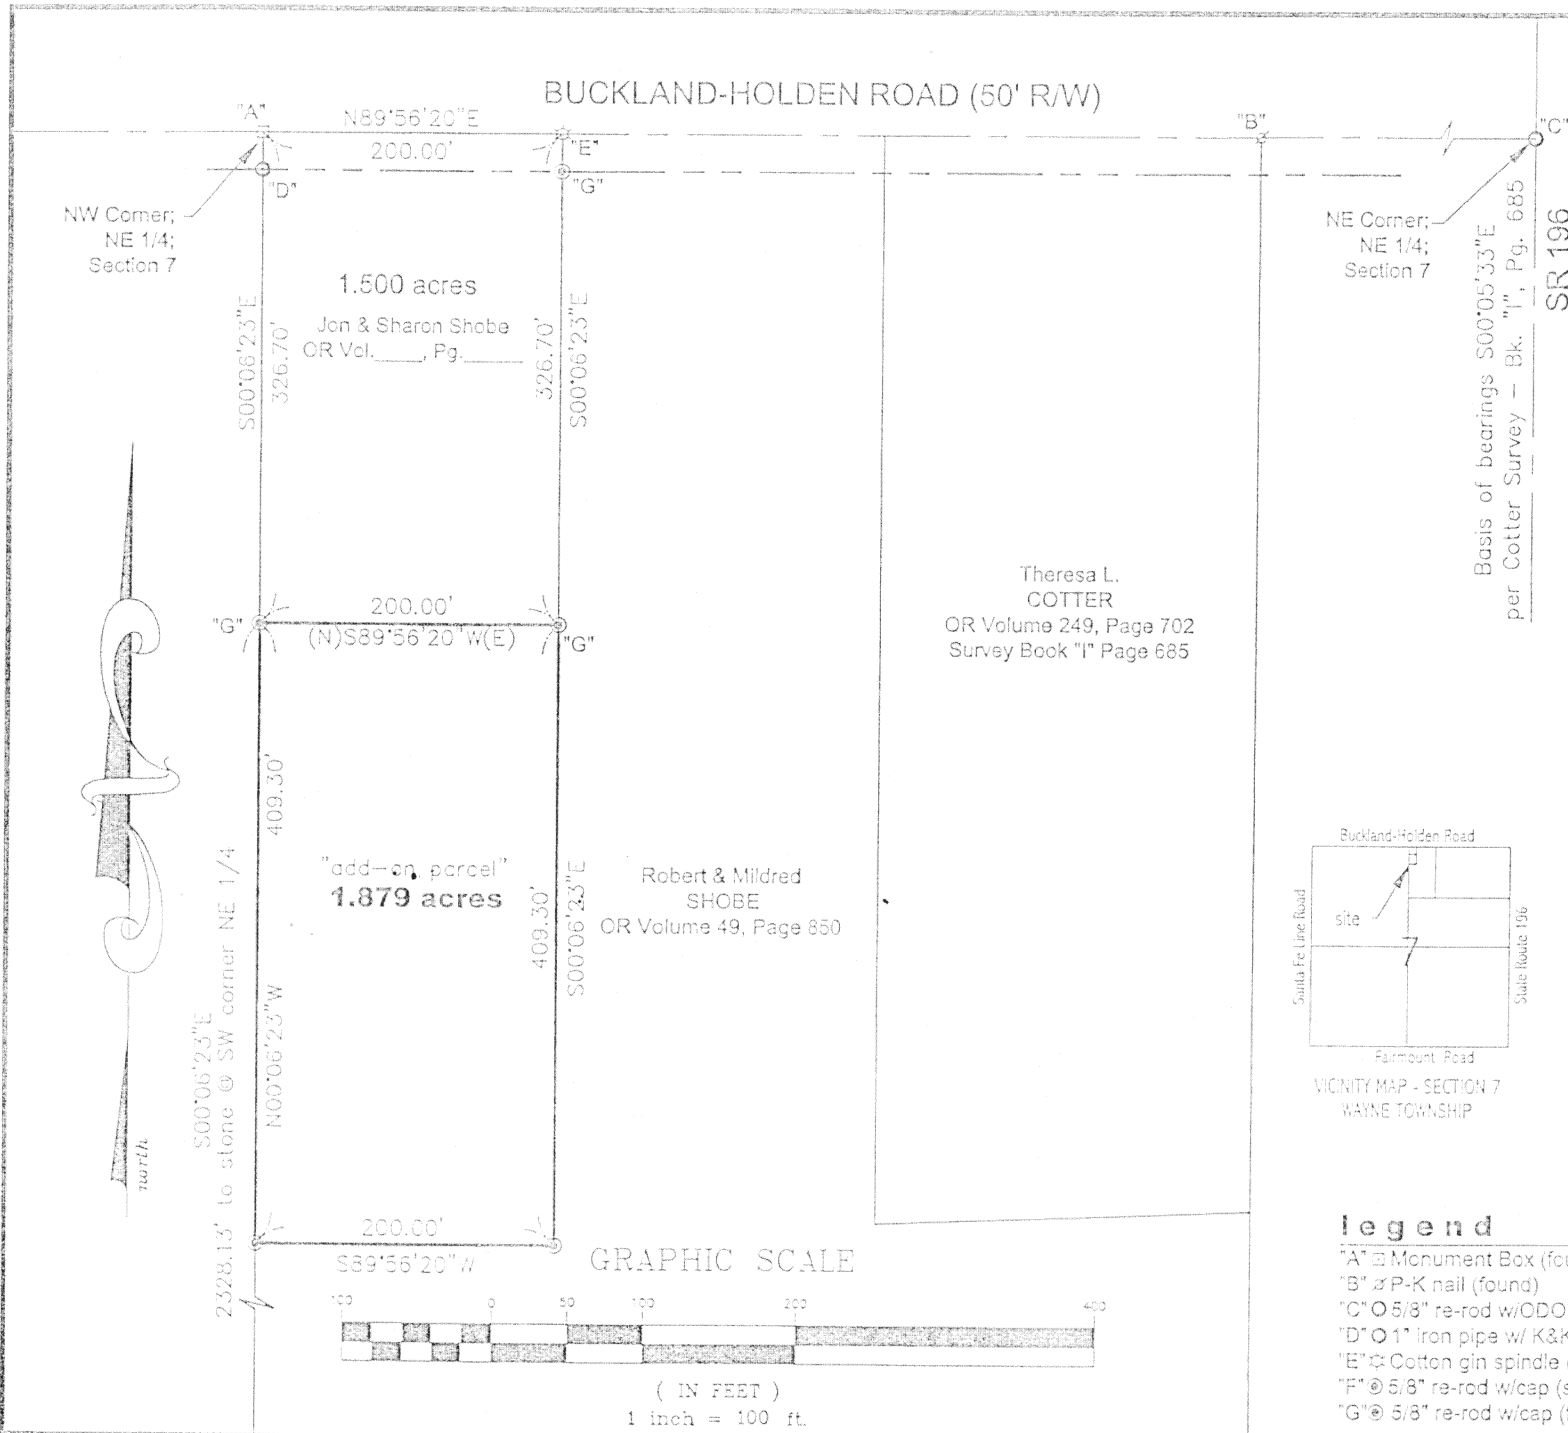 BUCKLAND-HOLDEN ROAD (50' R/W)
"A"
N89°56'20"E
200.00'
"E"
"B"
"C"
"D"
"G"
NW Corner;
NE 1/4;
Section 7
NE Corner;
NE 1/4;
Section 7
SR 196
Basis of bearings S00°05'33"E
per Cotter Survey – Bk. "I", Pg. 685
1.500 acres
Jon & Sharon Shobe
OR Vol.____, Pg.____
S00°06'23"E
326.70'
326.70'
S00°06'23"E
"G"
200.00'
(N)S89°56'20"W(E)
"G"
Theresa L.
COTTER
OR Volume 249, Page 702
Survey Book "I" Page 685
409.30'
N00°06'23"W
"add-on parcel"
1.879 acres
409.30'
S00°06'23"E
Robert & Mildred
SHOBE
OR Volume 49, Page 850
S00°06'23"E
2328.13' to stone @ SW corner NE 1/4
north
200.00'
S89°56'20"W
Buckland-Holden Road
Santa Fe Line Road
site
7
State Route 196
Fairmount Road
VICINITY MAP - SECTION 7
WAYNE TOWNSHIP
GRAPHIC SCALE
100 0 50 100 200 400
( IN FEET )
1 inch = 100 ft.
legend
"A" Monument Box
"B" P-K nail (found)
"C" 5/8" re-rod w/ODO
"D" 1" iron pipe w/ K&K
"E" Cotton gin spindle
"F" 5/8" re-rod w/cap
"G" 5/8" re-rod w/cap